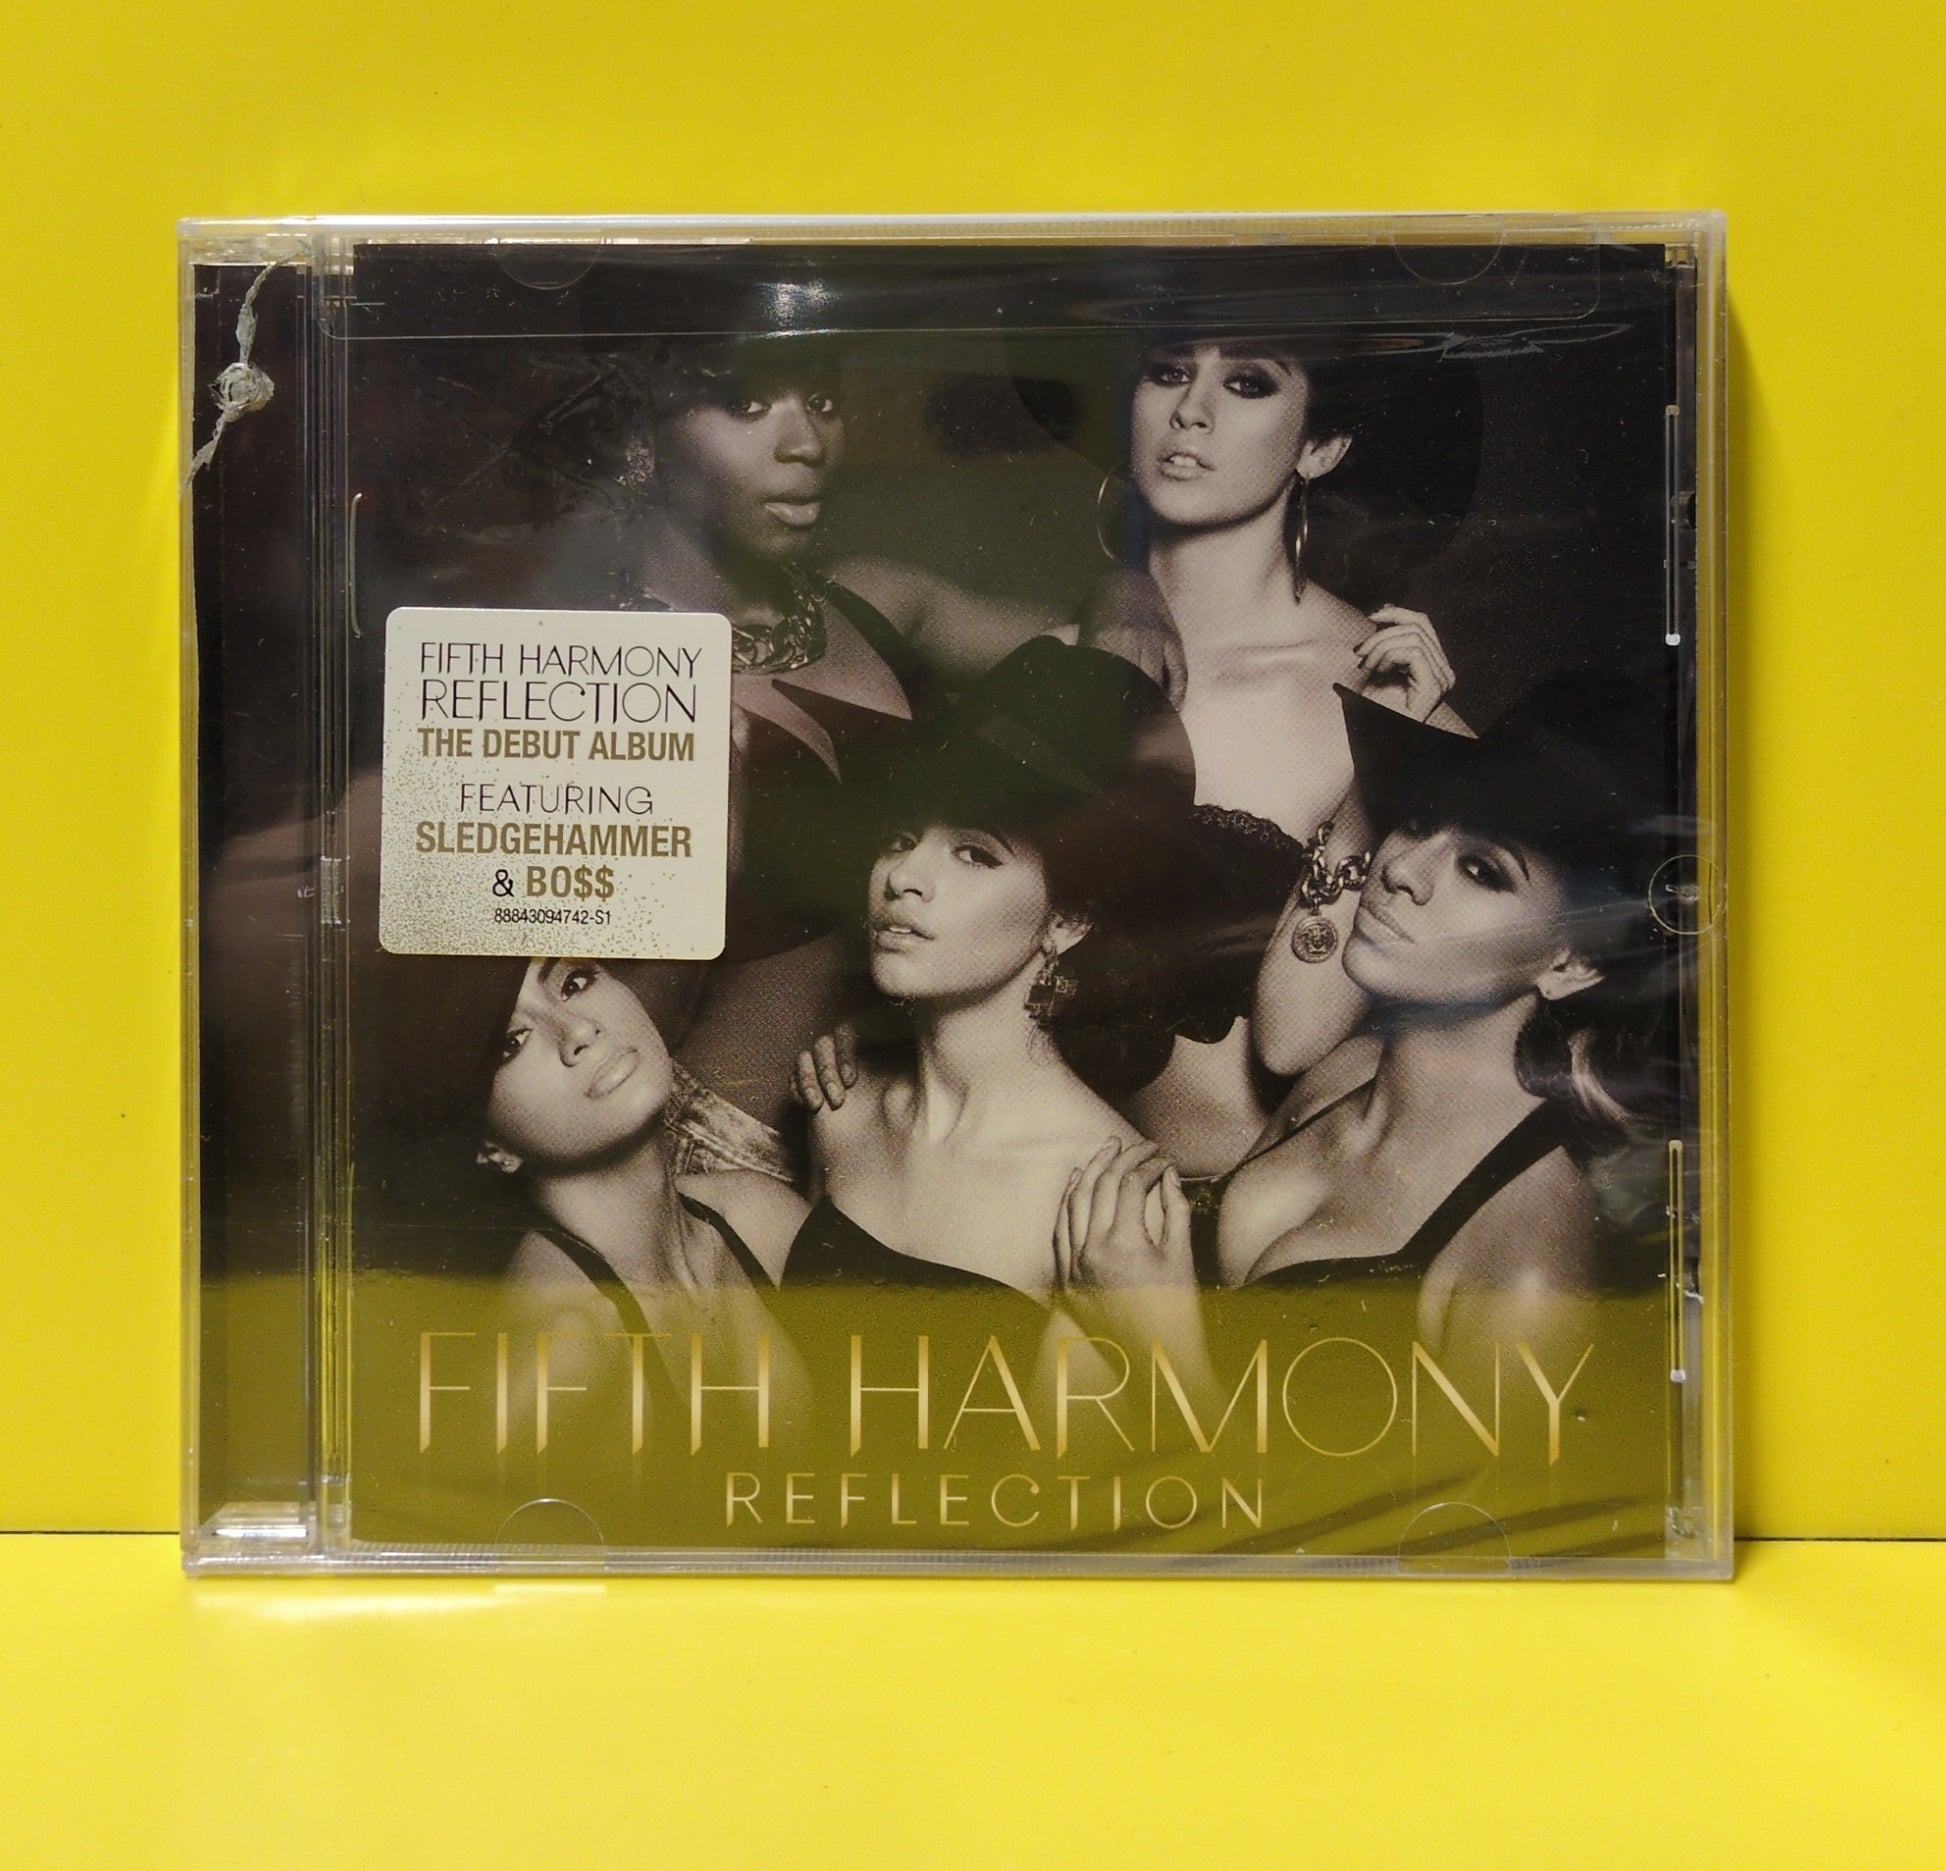 FIFTH HARMONY
REFLECTION
THE DEBUT ALBUM
FEATURING
SLEDGEHAMMER
& BO$$
88843094742-S1
FIFTH HARMONY
REFLECTION